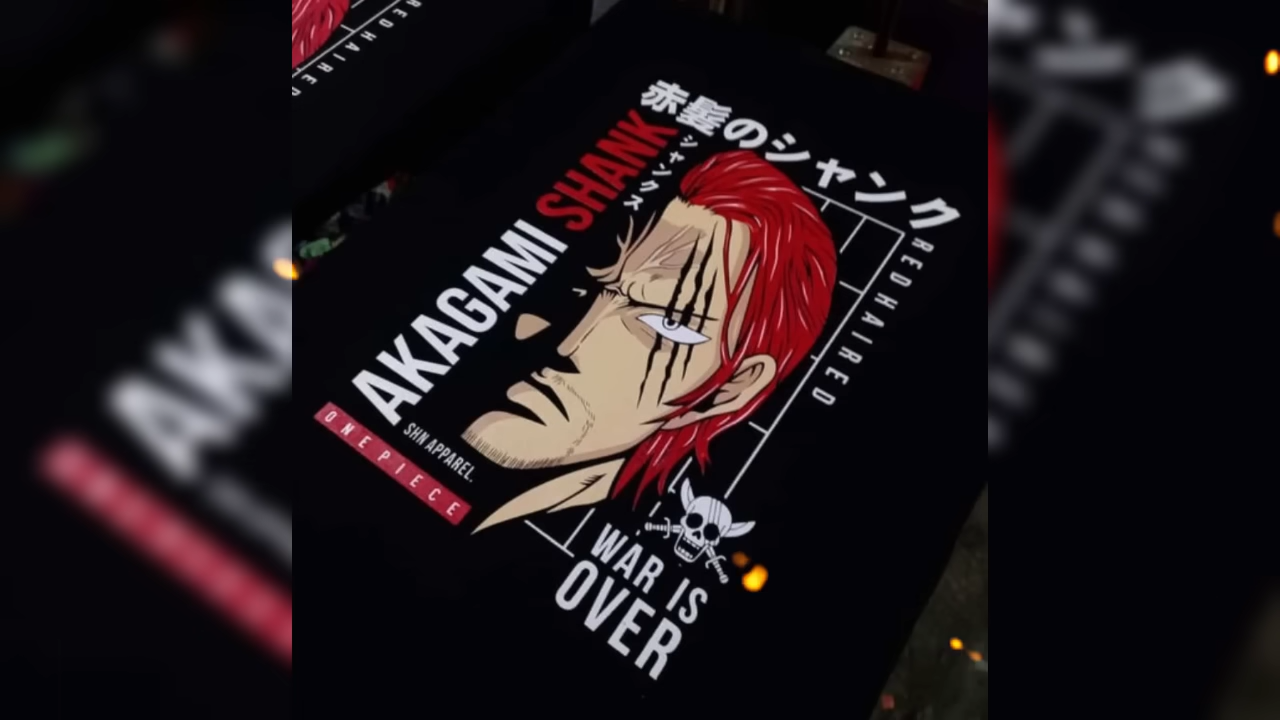 赤髪のシャンク
シャンクス
AKAGAMI SHANK
REDHAIRED
SHN APPAREL.
ONE PIECE
WAR IS
OVER
REDHAIRED